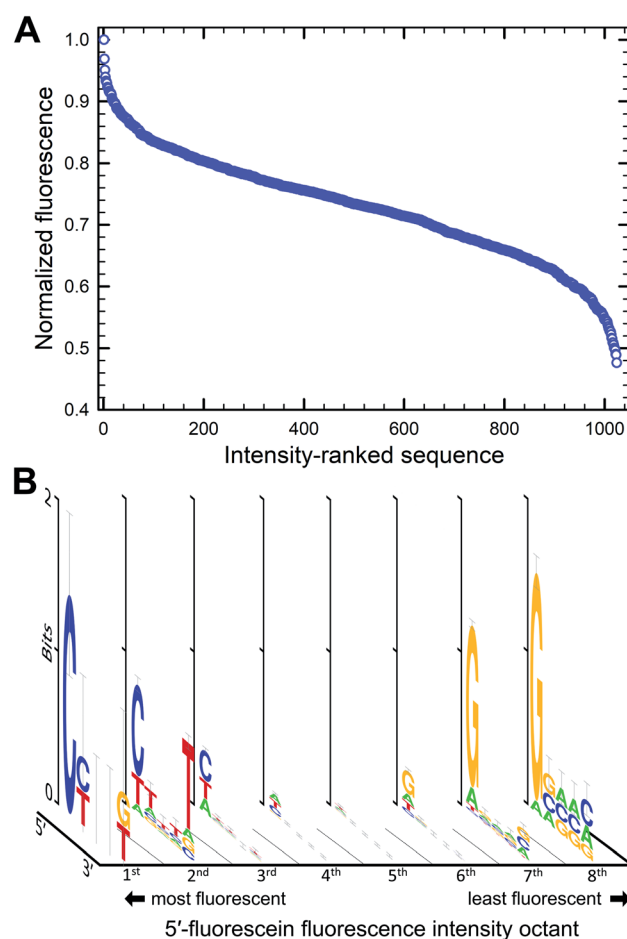 A
Normalized fluorescence
1.0
0.9
0.8
0.7
0.6
0.5
0.4
0 200 400 600 800 1000
Intensity-ranked sequence
B
2
Bits
0
5′
3′
C
C
T
G
T
C
T
T
T
C
T
A
G
G
A
G
A
C
A
A
C
1st 2nd 3rd 4th 5th 6th 7th 8th
most fluorescent least fluorescent
5′-fluorescein fluorescence intensity octant